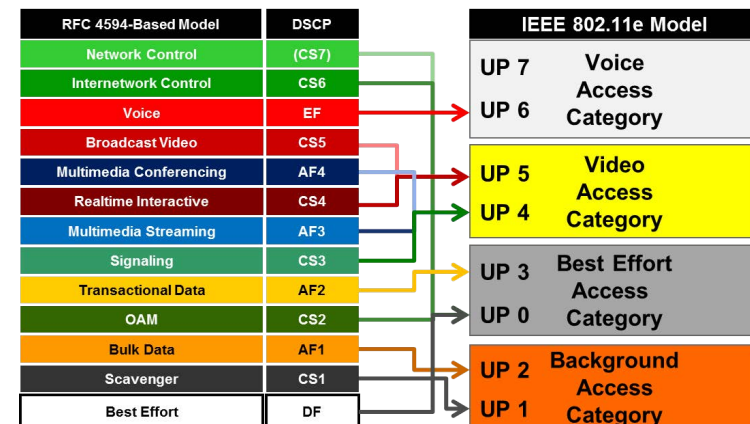 RFC 4594-Based Model DSCP IEEE 802.11e Model
Network Control (CS7)
Internetwork Control CS6
Voice EF
Broadcast Video CS5
Multimedia Conferencing AF4
Realtime Interactive CS4
Multimedia Streaming AF3
Signaling CS3
Transactional Data AF2
OAM CS2
Bulk Data AF1
Scavenger CS1
Best Effort DF
UP 7 Voice
Access
UP 6 Category
UP 5 Video
Access
UP 4 Category
UP 3 Best Effort
Access
UP 0 Category
UP 2 Background
Access
UP 1 Category